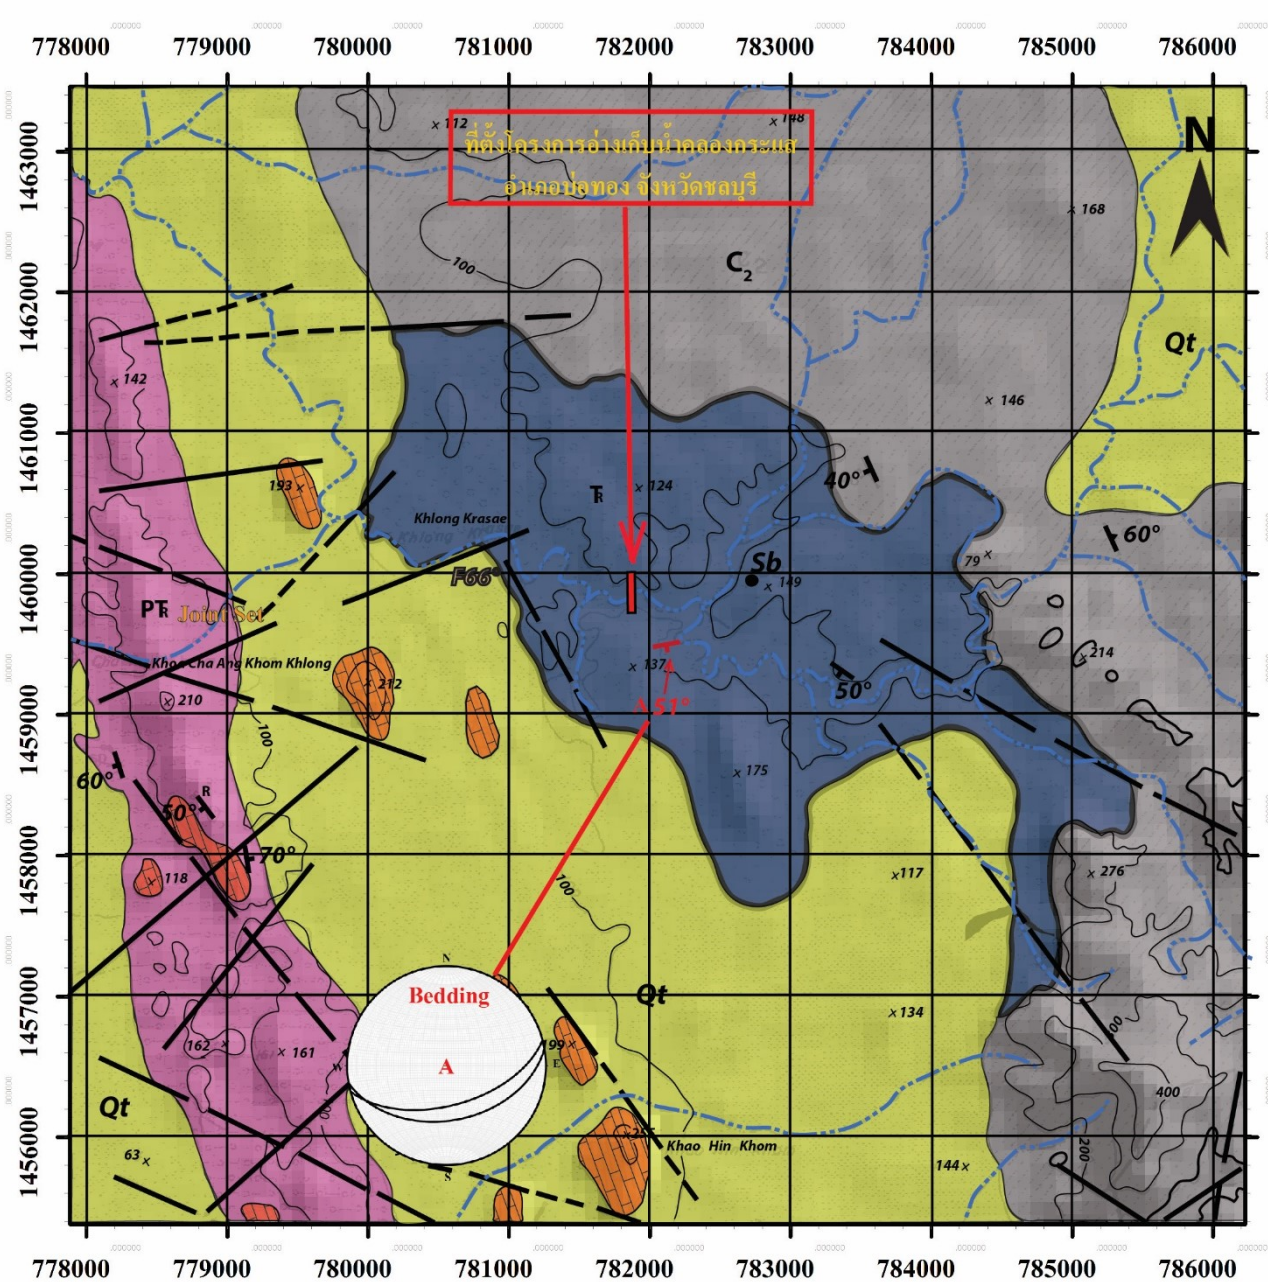 778000 779000 780000 781000 782000 783000 784000 785000 786000
1463000
1462000
1461000
1460000
1459000
1458000
1457000
1456000
N
112
148
ที่ตั้งโครงการอ่างเก็บน้ำคลองกระแส
อำเภอบ่อทอง จังหวัดชลบุรี
168
100
C2
Qt
142
146
193
TR
124
40°
Khlong Krasae
60°
79
Sb
F66°
149
PTR
Joint Set
Khao Cha Ang Khom Khlong
137
214
210
212
50°
A 51°
100
60°
175
R
50°
70°
118
276
117
100
Qt
134
N
Bedding
A
W
E
S
162
161
199
400
200
Qt
63
Khao Hin Khom
144
778000 779000 780000 781000 782000 783000 784000 785000 786000